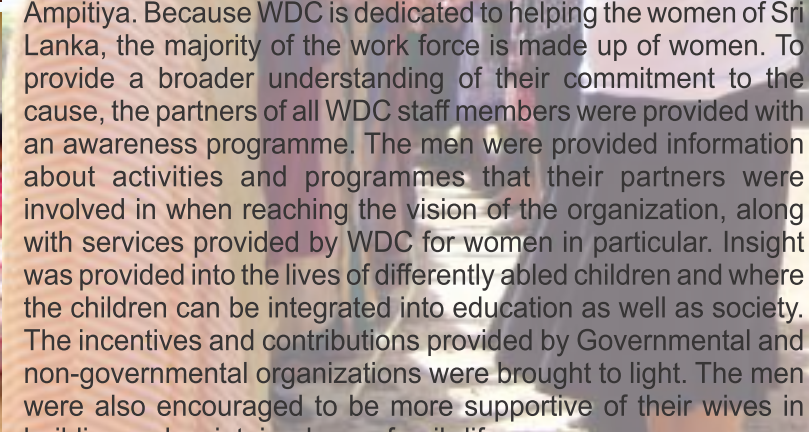 Ampitiya. Because WDC is dedicated to helping the women of Sri
Lanka, the majority of the work force is made up of women. To
provide a broader understanding of their commitment to the
cause, the partners of all WDC staff members were provided with
an awareness programme. The men were provided information
about activities and programmes that their partners were
involved in when reaching the vision of the organization, along
with services provided by WDC for women in particular. Insight
was provided into the lives of differently abled children and where
the children can be integrated into education as well as society.
The incentives and contributions provided by Governmental and
non-governmental organizations were brought to light. The men
were also encouraged to be more supportive of their wives in